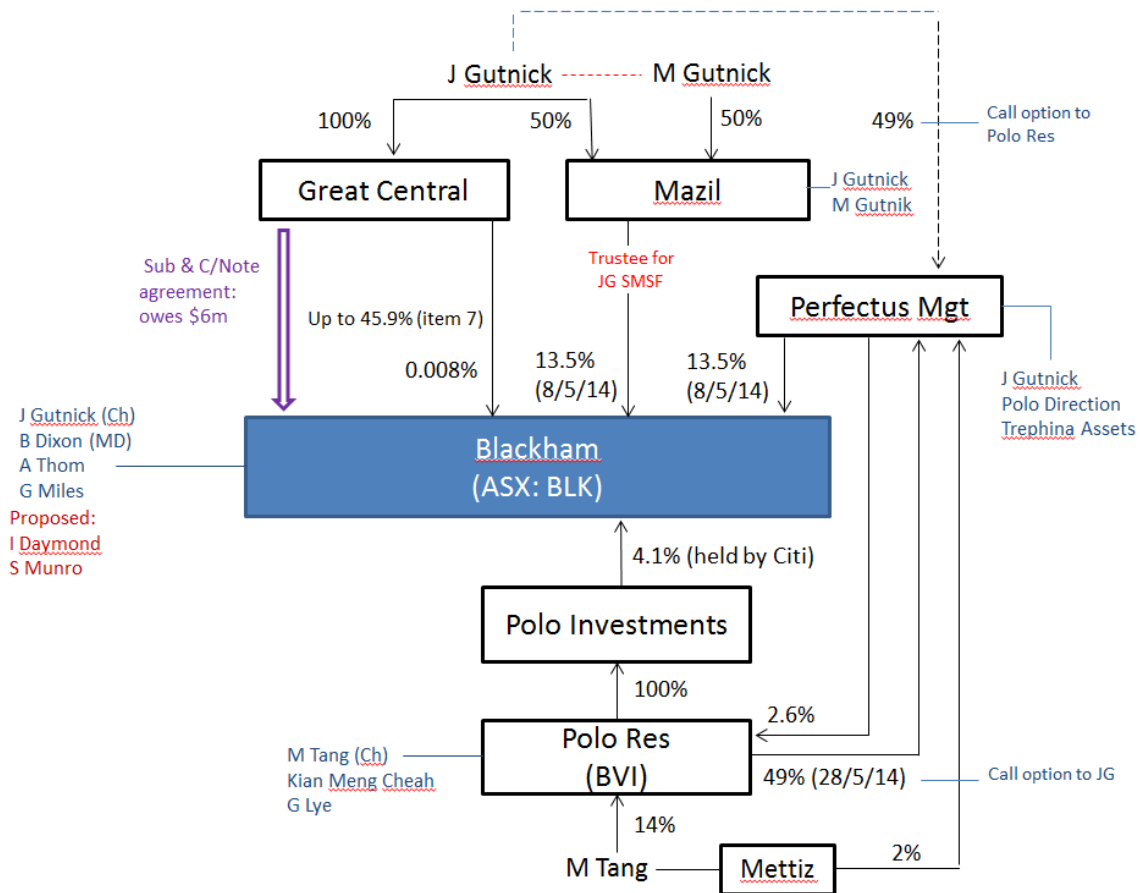 J Gutnick
M Gutnick
100%
50%
50%
49%
Call option to
Polo Res
Great Central
Mazil
J Gutnick
M Gutnik
Sub & C/Note
agreement:
owes $6m
Trustee for
JG SMSF
Perfectus Mgt
Up to 45.9% (item 7)
0.008%
13.5%
(8/5/14)
13.5%
(8/5/14)
J Gutnick
Polo Direction
Trephina Assets
J Gutnick (Ch)
B Dixon (MD)
A Thom
G Miles
Proposed:
I Daymond
S Munro
Blackham
(ASX: BLK)
4.1% (held by Citi)
Polo Investments
100%
2.6%
Polo Res
(BVI)
M Tang (Ch)
Kian Meng Cheah
G Lye
49% (28/5/14)
Call option to JG
14%
M Tang
Mettiz
2%